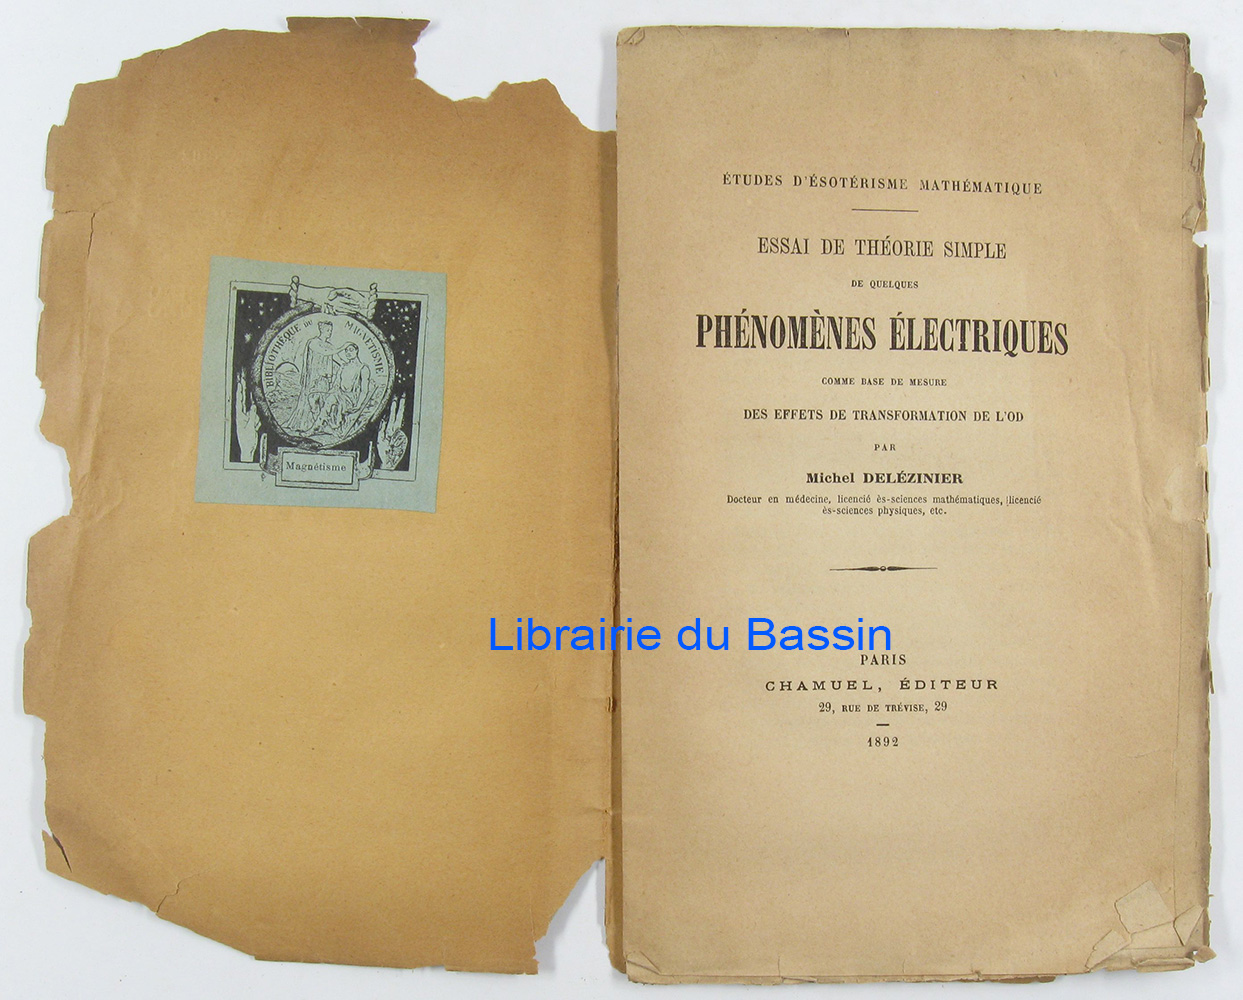 BIBLIOTHÈQUE DU MAGNÉTISME
Magnétisme
ÉTUDES D'ÉSOTÉRISME MATHÉMATIQUE
ESSAI DE THÉORIE SIMPLE
DE QUELQUES
PHÉNOMÈNES ÉLECTRIQUES
COMME BASE DE MESURE
DES EFFETS DE TRANSFORMATION DE L'OD
PAR
Michel DELÉZINIER
Docteur en médecine, licencié ès-sciences mathématiques, licencié
ès-sciences physiques, etc.
Librairie du Bassin
PARIS
CHAMUEL, ÉDITEUR
29, RUE DE TRÉVISE, 29
1892